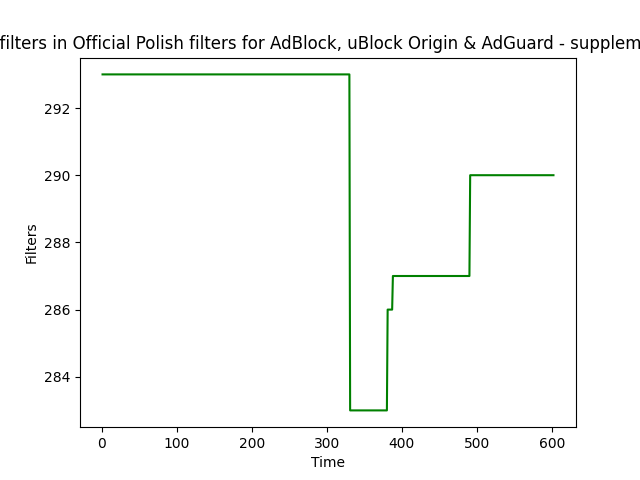 filters in Official Polish filters for AdBlock, uBlock Origin & AdGuard - supplem
292
290
288
286
284
Filters
0 100 200 300 400 500 600
Time